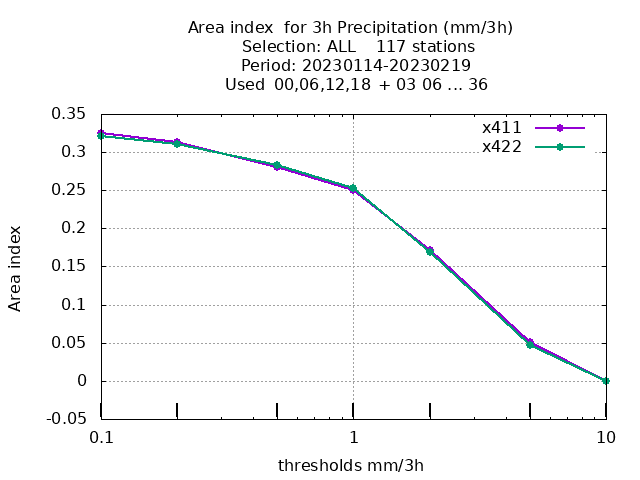 Area index  for 3h Precipitation (mm/3h)
Selection: ALL    117 stations
Period: 20230114-20230219
Used  00,06,12,18  + 03 06 ... 36
x411
x422
0.35
0.3
0.25
0.2
0.15
0.1
0.05
0
-0.05
Area index
0.1
1
10
thresholds mm/3h